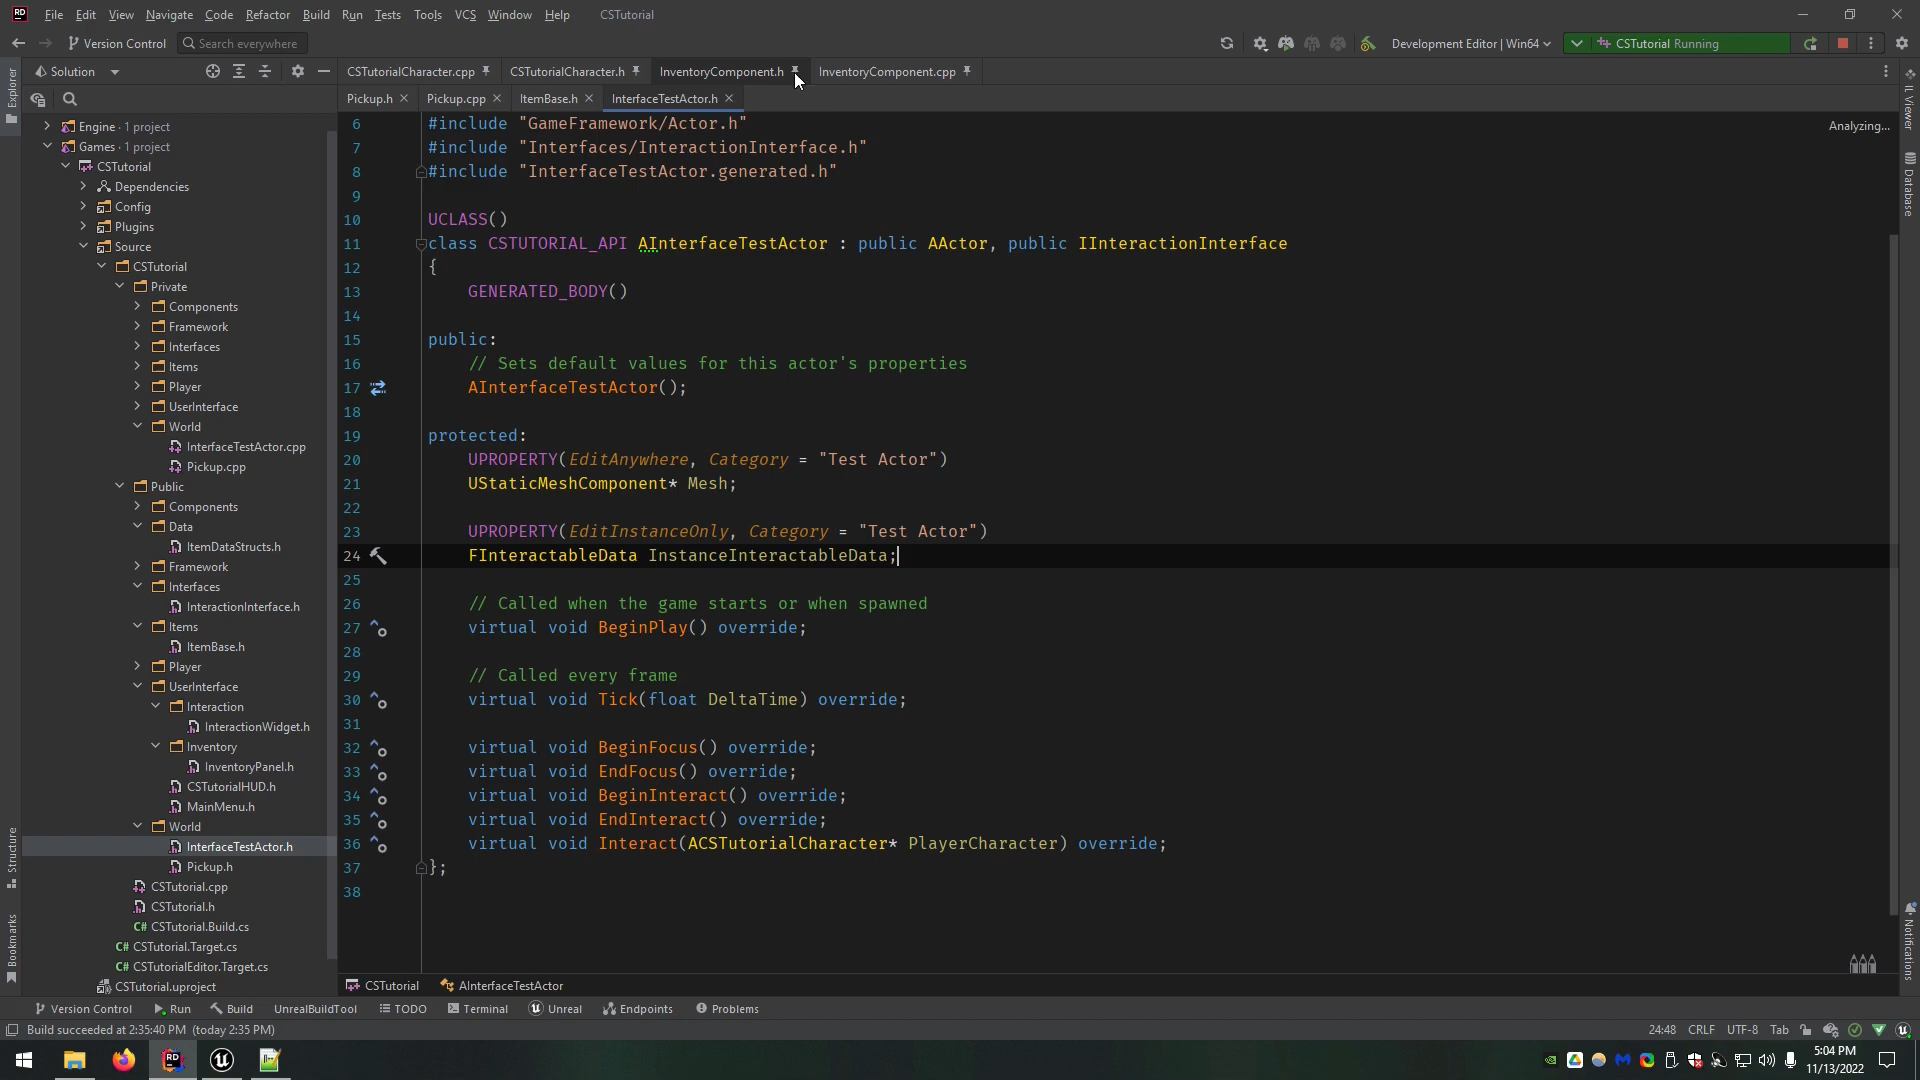 RD File Edit View Navigate Code Refactor Build Run Tests Tools VCS Window Help CSTutorial
Version Control Search everywhere Development Editor | Win64 CSTutorial Running
Explorer
Solution
CSTutorialCharacter.cpp CSTutorialCharacter.h InventoryComponent.h InventoryComponent.cpp
Pickup.h Pickup.cpp ItemBase.h InterfaceTestActor.h
Engine · 1 project
Games · 1 project
CSTutorial
Dependencies
Config
Plugins
Source
CSTutorial
Private
Components
Framework
Interfaces
Items
Player
UserInterface
World
InterfaceTestActor.cpp
Pickup.cpp
Public
Components
Data
ItemDataStructs.h
Framework
Interfaces
InteractionInterface.h
Items
ItemBase.h
Player
UserInterface
Interaction
InteractionWidget.h
Inventory
InventoryPanel.h
CSTutorialHUD.h
MainMenu.h
World
InterfaceTestActor.h
Pickup.h
CSTutorial.cpp
CSTutorial.h
C# CSTutorial.Build.cs
C# CSTutorial.Target.cs
C# CSTutorialEditor.Target.cs
CSTutorial.uproject
Structure
Bookmarks
6 #include "GameFramework/Actor.h"
7 #include "Interfaces/InteractionInterface.h"
8 #include "InterfaceTestActor.generated.h"
9
10 UCLASS()
11 class CSTUTORIAL_API AInterfaceTestActor : public AActor, public IInteractionInterface
12 {
13 GENERATED_BODY()
14
15 public:
16 // Sets default values for this actor's properties
17 AInterfaceTestActor();
18
19 protected:
20 UPROPERTY(EditAnywhere, Category = "Test Actor")
21 UStaticMeshComponent* Mesh;
22
23 UPROPERTY(EditInstanceOnly, Category = "Test Actor")
24 FInteractableData InstanceInteractableData;
25
26 // Called when the game starts or when spawned
27 virtual void BeginPlay() override;
28
29 // Called every frame
30 virtual void Tick(float DeltaTime) override;
31
32 virtual void BeginFocus() override;
33 virtual void EndFocus() override;
34 virtual void BeginInteract() override;
35 virtual void EndInteract() override;
36 virtual void Interact(ACSTutorialCharacter* PlayerCharacter) override;
37 };
38
Analyzing...
IL Viewer
Database
Notifications
CSTutorial AInterfaceTestActor
Version Control Run Build UnrealBuildTool TODO Terminal Unreal Endpoints Problems
Build succeeded at 2:35:40 PM (today 2:35 PM) 24:48 CRLF UTF-8 Tab
RD
5:04 PM
11/13/2022